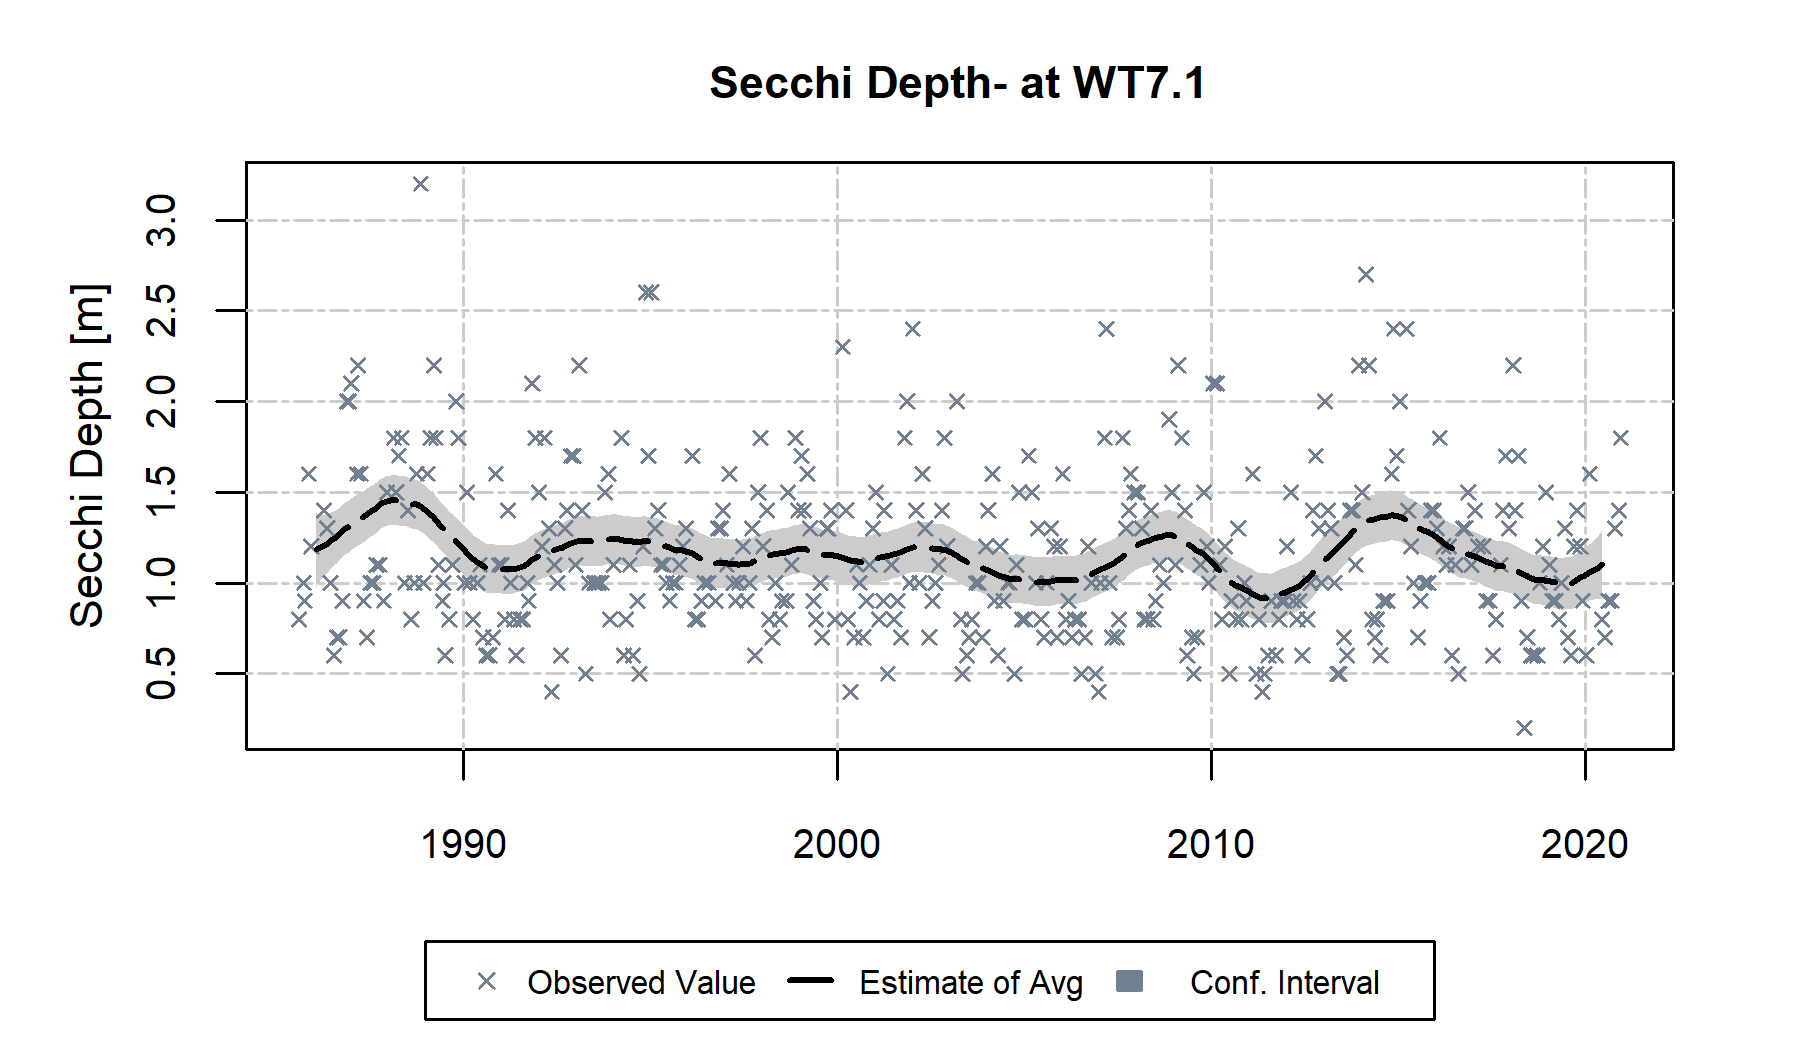 Secchi Depth- at WT7.1
Secchi Depth [m]
3.0
2.5
2.0
1.5
1.0
0.5
1990 2000 2010 2020
Observed Value Estimate of Avg Conf. Interval